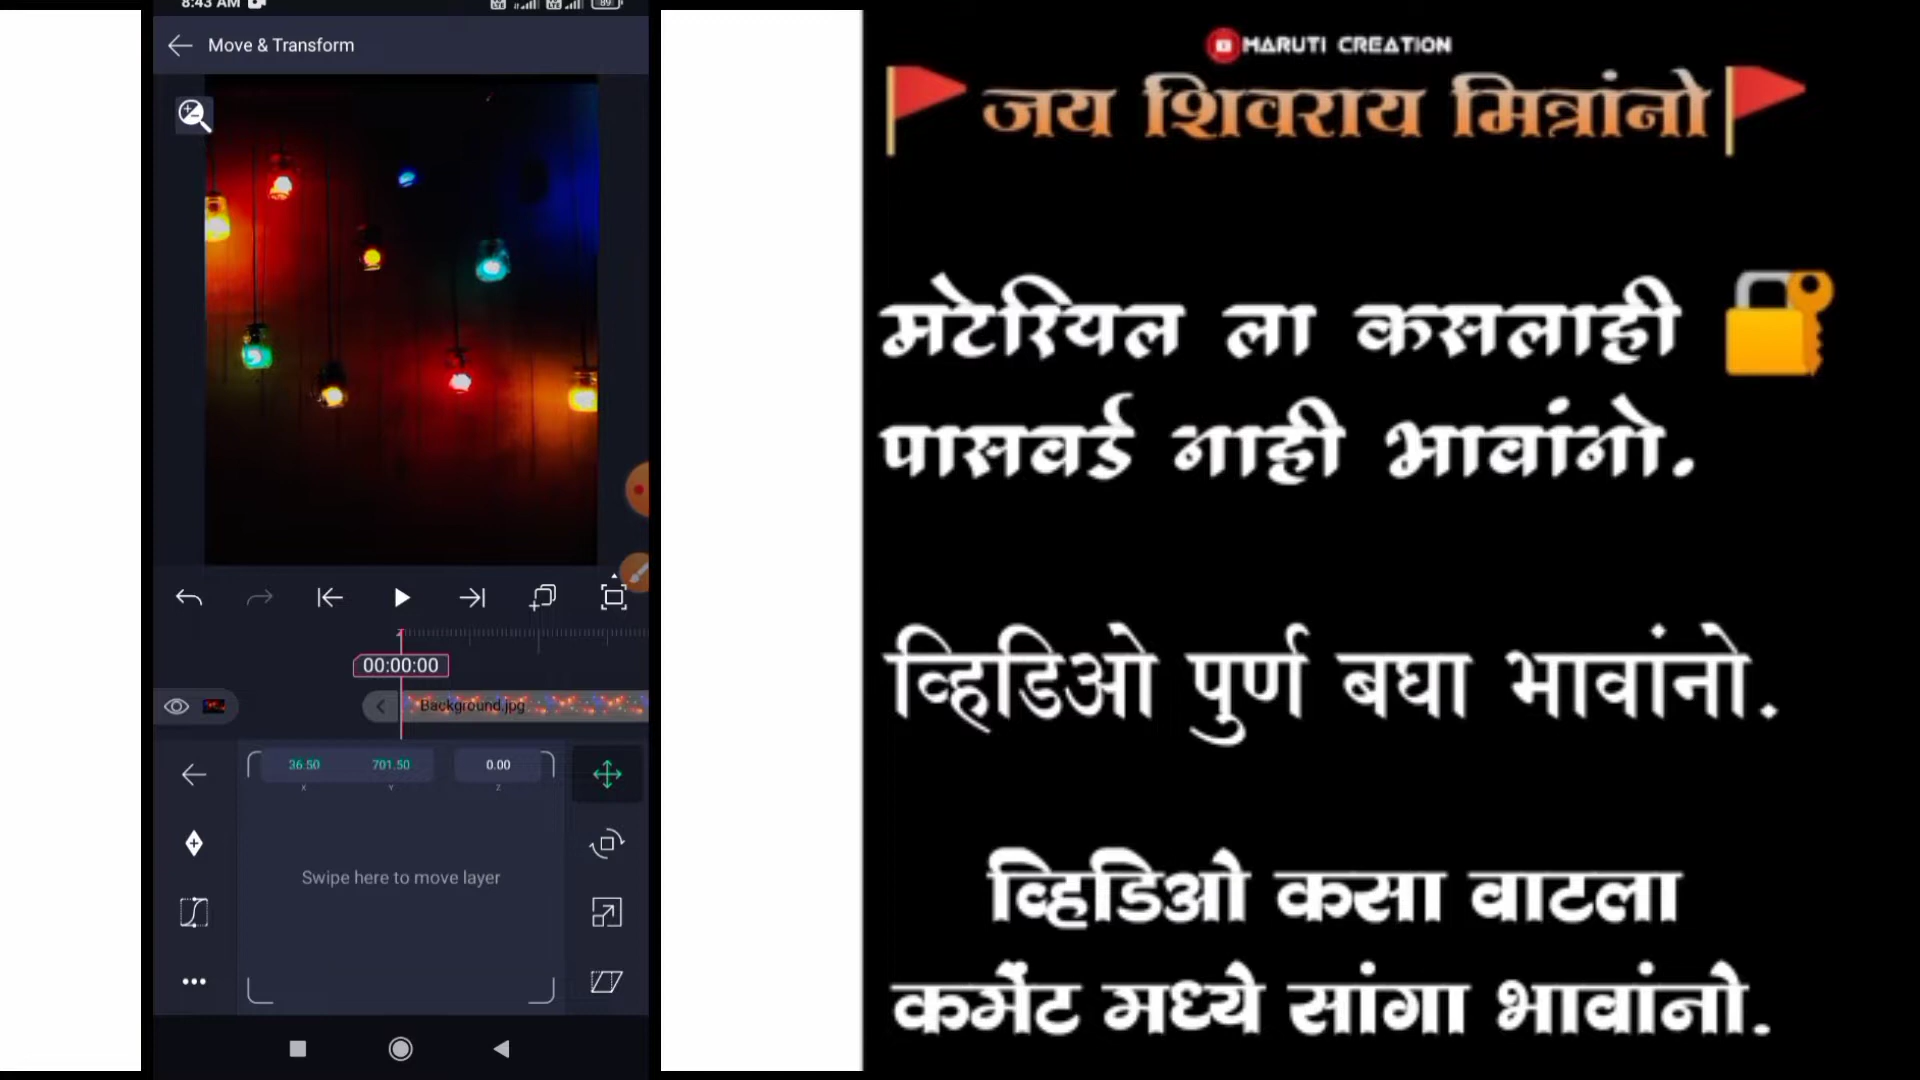 8:43 AM
89
Move & Transform
00:00:00
Background.jpg
36.50 701.50 0.00
X Y Z
Swipe here to move layer
MARUTI CREATION
जय शिवराय मित्रांनो
मटेरियल ला कसलाही
पासवर्ड नाही भावांनो.
व्हिडिओ पुर्ण बघा भावांनो.
व्हिडिओ कसा वाटला
कमेंट मध्ये सांगा भावांनो.